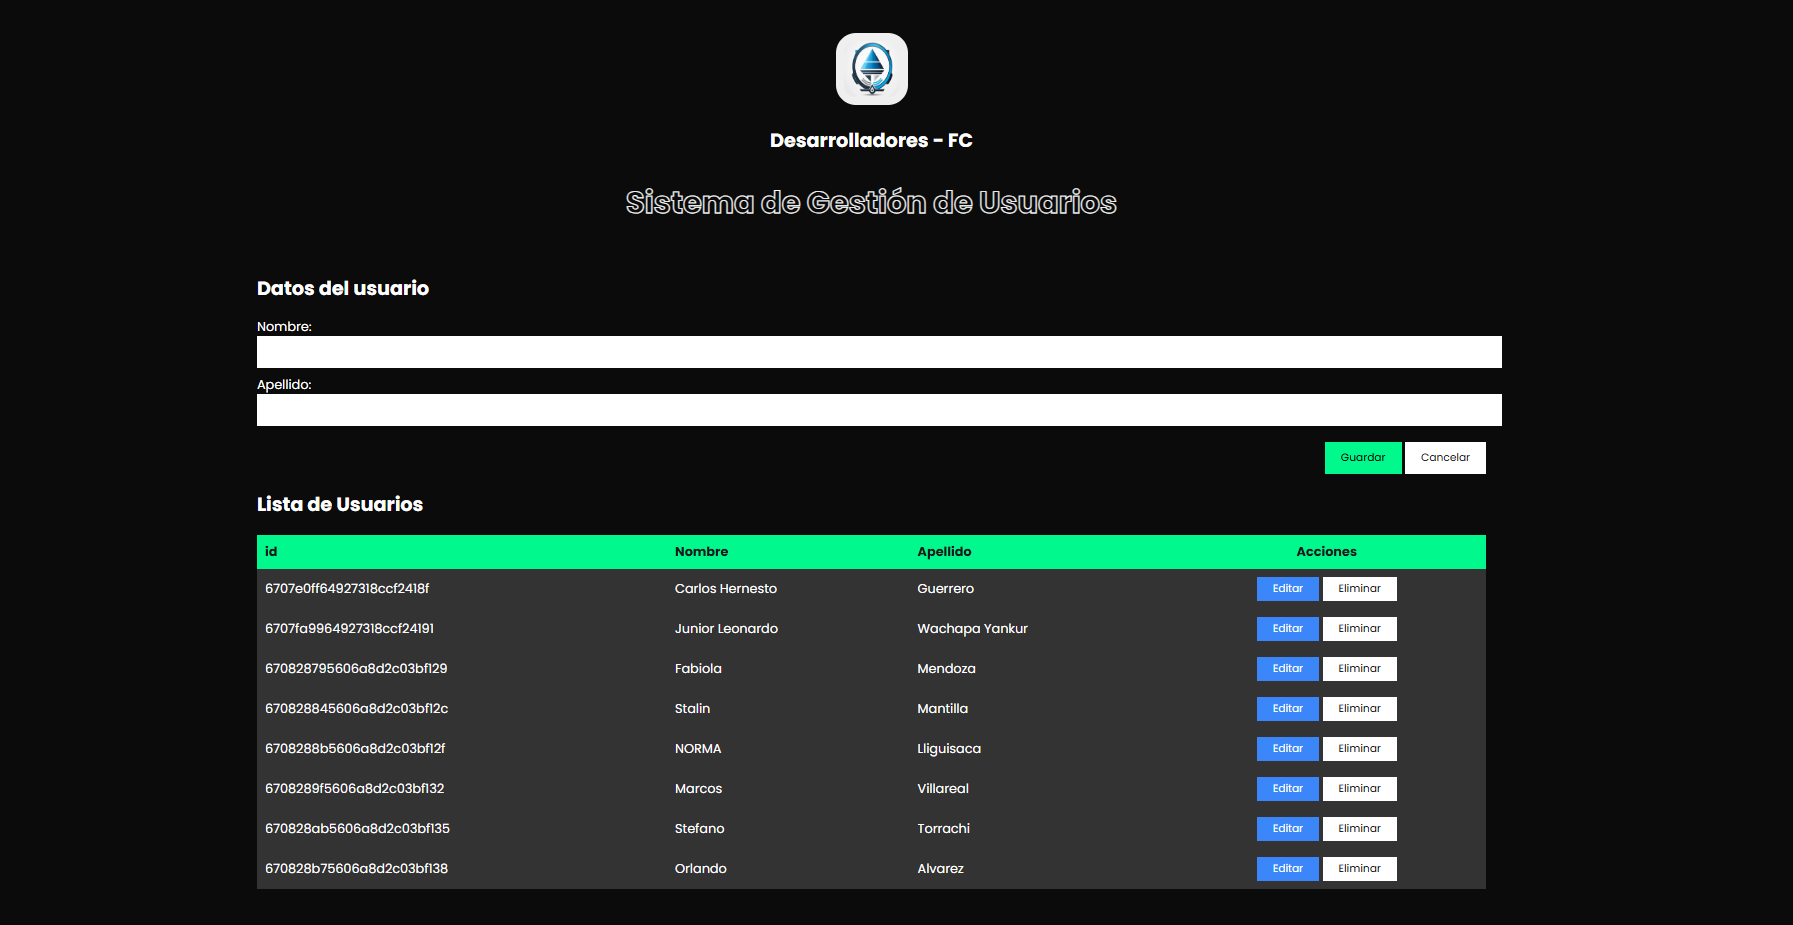 Desarrolladores - FC
Sistema de Gestión de Usuarios
Datos del usuario
Nombre:
Apellido:
Guardar Cancelar
Lista de Usuarios
id Nombre Apellido Acciones
6707e0ff64927318ccf2418f Carlos Hernesto Guerrero Editar Eliminar
6707fa9964927318ccf24191 Junior Leonardo Wachapa Yankur Editar Eliminar
670828795606a8d2c03bf129 Fabiola Mendoza Editar Eliminar
670828845606a8d2c03bf12c Stalin Mantilla Editar Eliminar
6708288b5606a8d2c03bf12f NORMA Lliguisaca Editar Eliminar
6708289f5606a8d2c03bf132 Marcos Villareal Editar Eliminar
670828ab5606a8d2c03bf135 Stefano Torrachi Editar Eliminar
670828b75606a8d2c03bf138 Orlando Alvarez Editar Eliminar